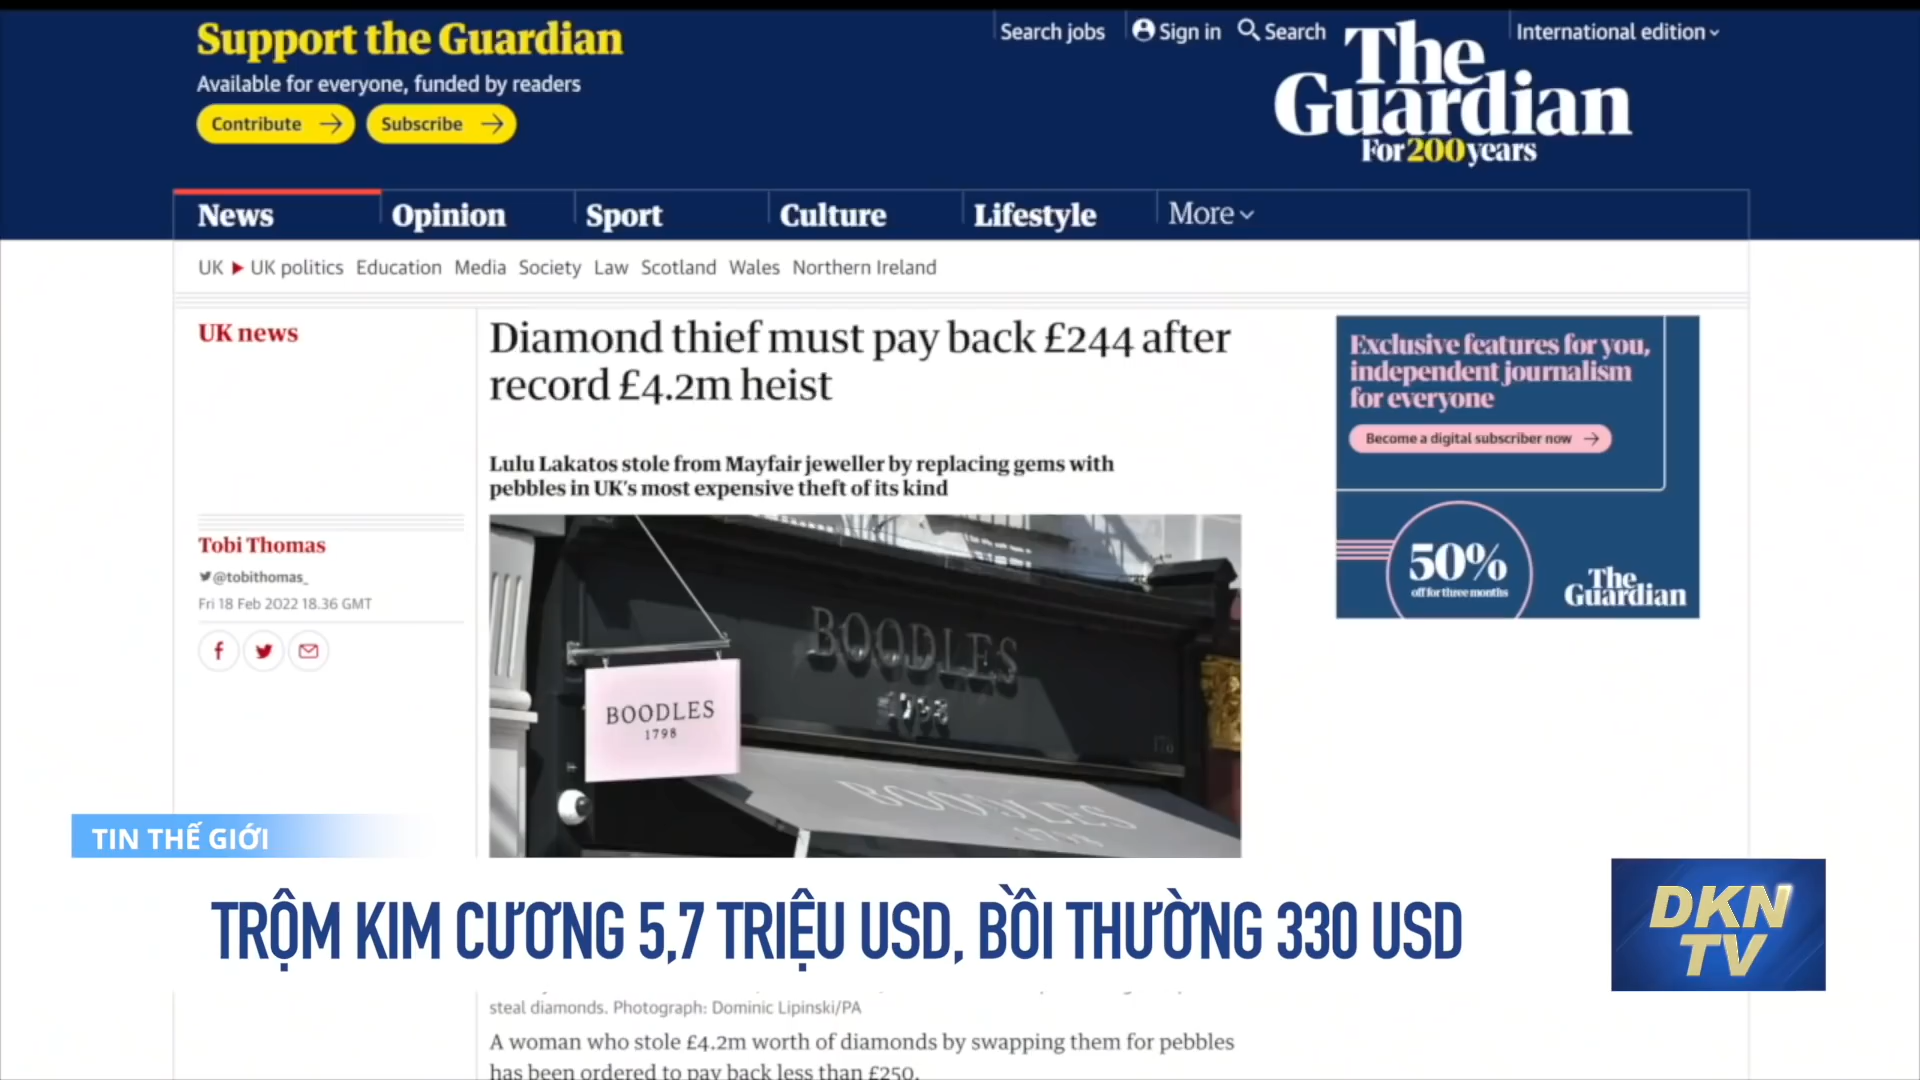 Support the Guardian
Available for everyone, funded by readers
Contribute
Subscribe
Search jobs
Sign in
Search
International edition
The
Guardian
For 200 years
News
Opinion
Sport
Culture
Lifestyle
More
UK
UK politics
Education
Media
Society
Law
Scotland
Wales
Northern Ireland
UK news
Diamond thief must pay back £244 after
record £4.2m heist
Lulu Lakatos stole from Mayfair jeweller by replacing gems with
pebbles in UK's most expensive theft of its kind
Tobi Thomas
@tobithomas_
Fri 18 Feb 2022 18.36 GMT
Exclusive features for you,
independent journalism
for everyone
Become a digital subscriber now
50%
off for three months
The
Guardian
BOODLES
1798
BOODLES
1798
BOODLES
1798
TIN THẾ GIỚI
TRỘM KIM CƯƠNG 5,7 TRIỆU USD, BỒI THƯỜNG 330 USD
DKN
TV
steal diamonds. Photograph: Dominic Lipinski/PA
A woman who stole £4.2m worth of diamonds by swapping them for pebbles
has been ordered to pay back less than £250.